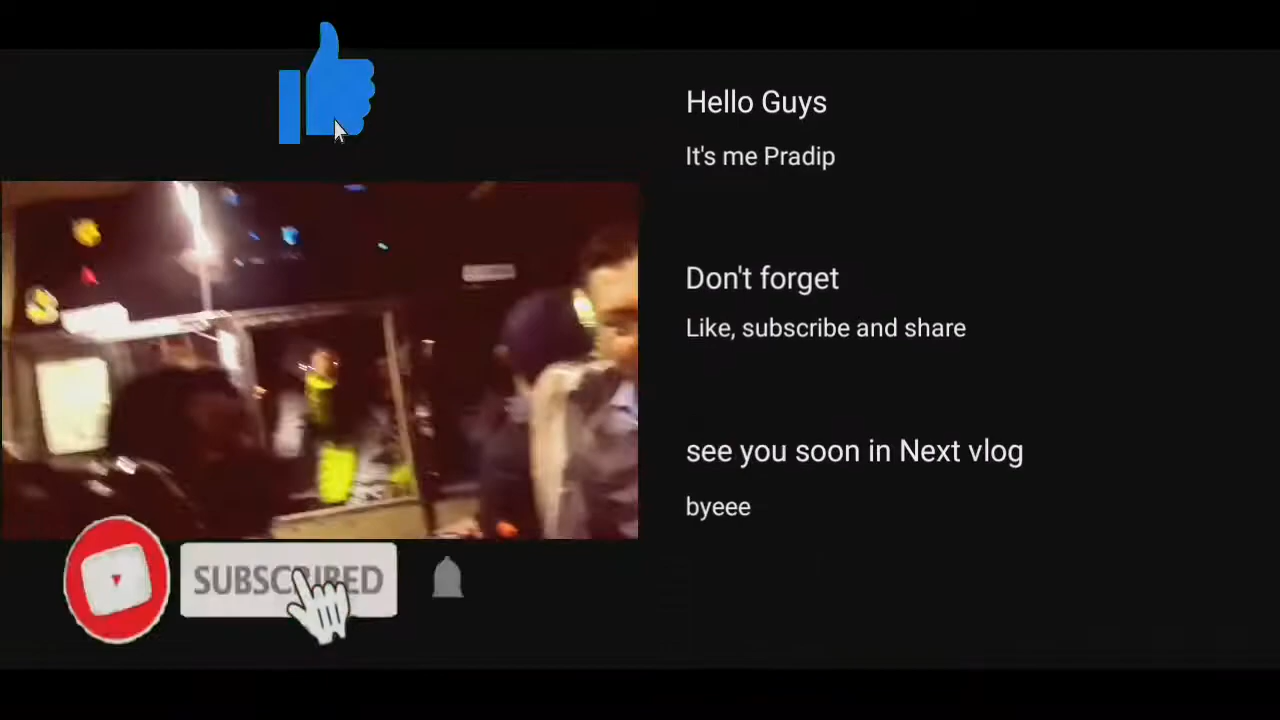 Hello Guys
It's me Pradip
Don't forget
Like, subscribe and share
see you soon in Next vlog
byeee
SUBSCRIBED